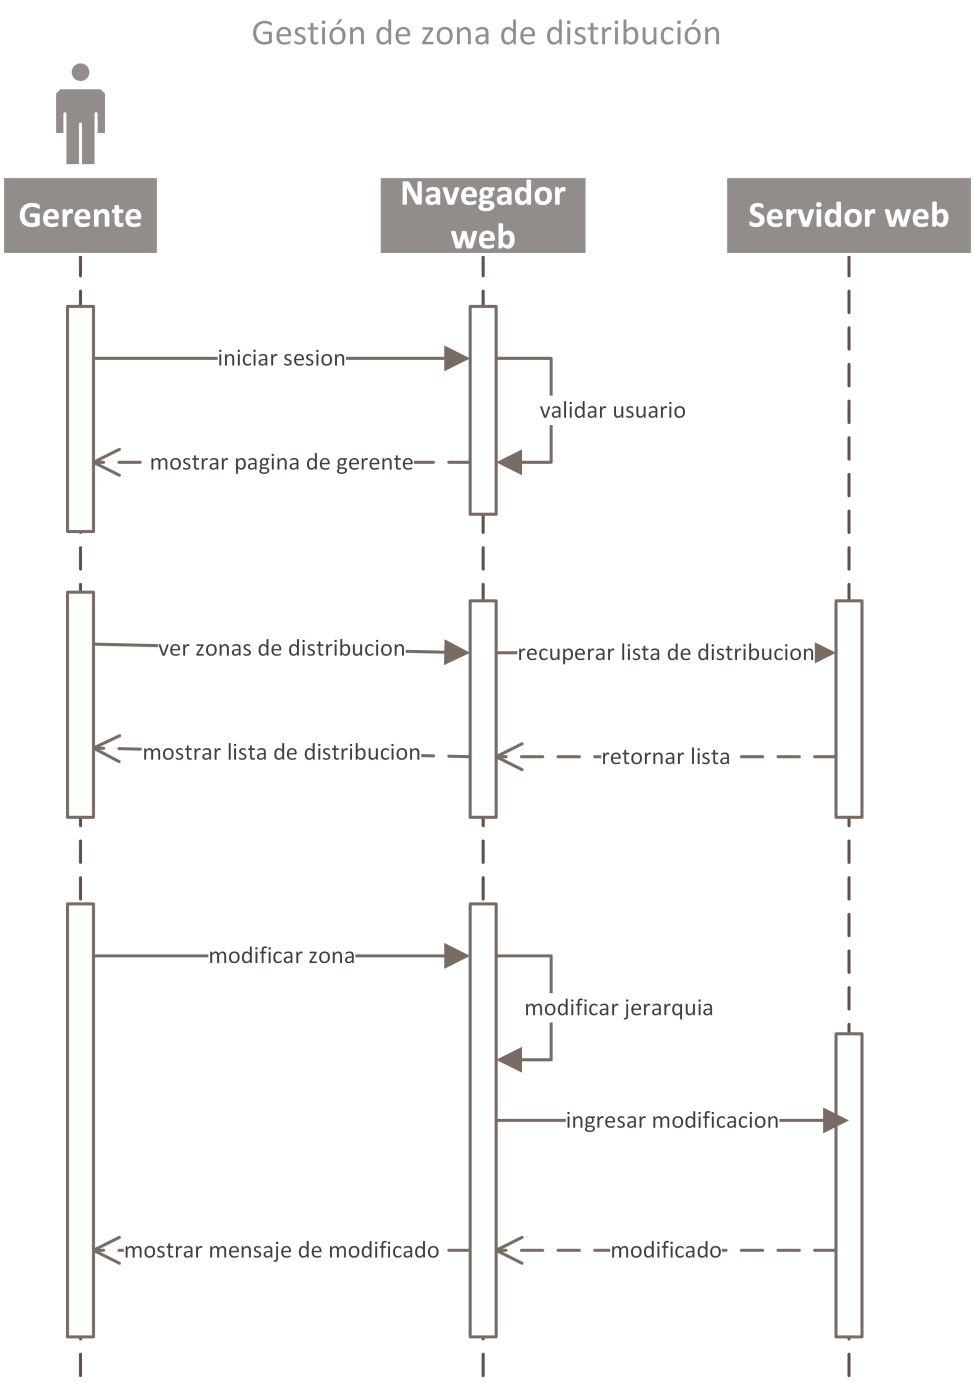 Gestión de zona de distribución
Gerente
Navegador
web
Servidor web
iniciar sesion
validar usuario
mostrar pagina de gerente
ver zonas de distribucion
recuperar lista de distribucion
mostrar lista de distribucion
retornar lista
modificar zona
modificar jerarquia
ingresar modificacion
mostrar mensaje de modificado
modificado